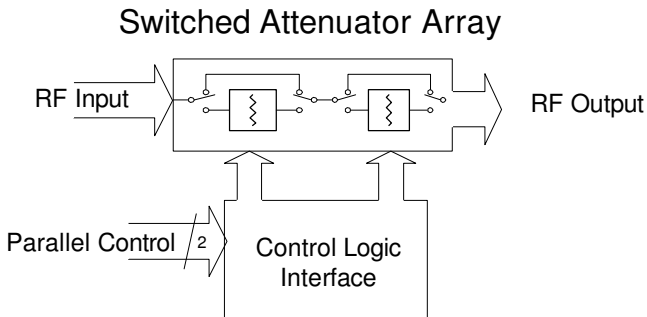 Switched Attenuator Array
RF Input
RF Output
Parallel Control
2
Control Logic
Interface